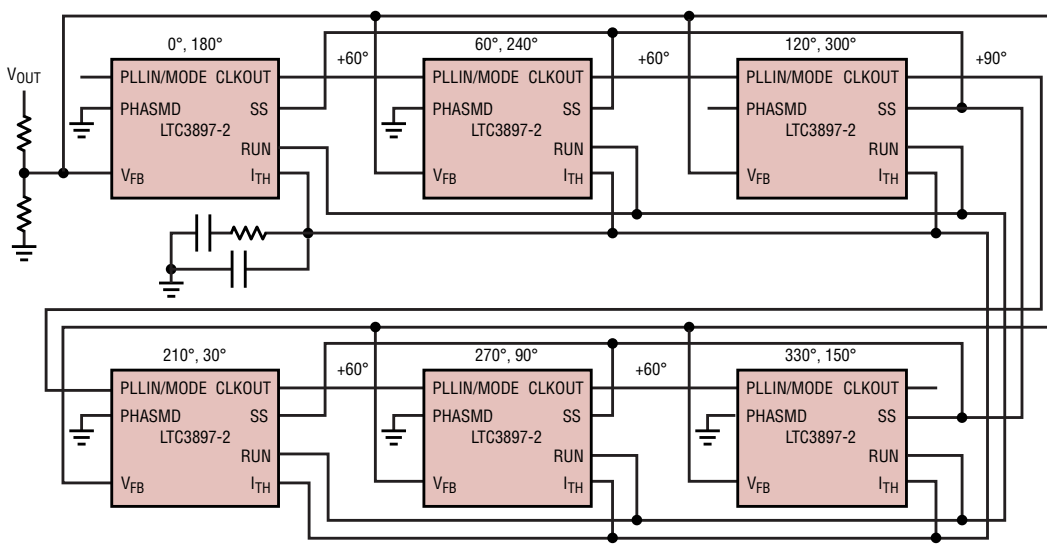 0°, 180°
+60°
60°, 240°
+60°
120°, 300°
+90°
VOUT
PLLIN/MODE CLKOUT
PHASMD SS
LTC3897-2
RUN
VFB ITH
PLLIN/MODE CLKOUT
PHASMD SS
LTC3897-2
RUN
VFB ITH
PLLIN/MODE CLKOUT
PHASMD SS
LTC3897-2
RUN
VFB ITH
210°, 30°
+60°
270°, 90°
+60°
330°, 150°
PLLIN/MODE CLKOUT
PHASMD SS
LTC3897-2
RUN
VFB ITH
PLLIN/MODE CLKOUT
PHASMD SS
LTC3897-2
RUN
VFB ITH
PLLIN/MODE CLKOUT
PHASMD SS
LTC3897-2
RUN
VFB ITH